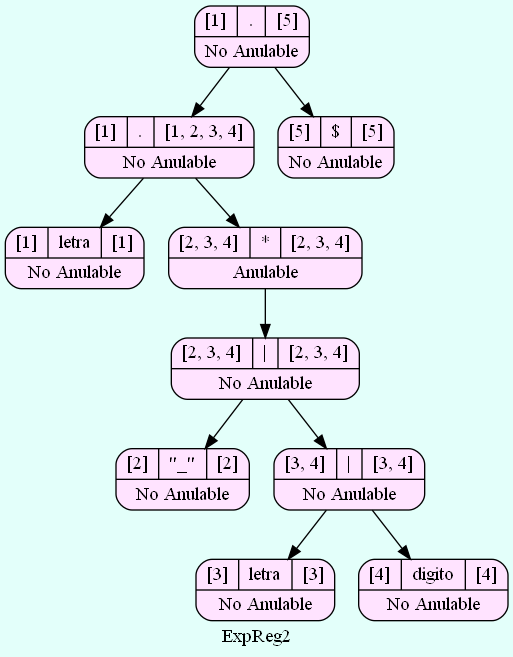 [1] . [5]
No Anulable
[1] . [1, 2, 3, 4]
No Anulable
[5] $ [5]
No Anulable
[1] letra [1]
No Anulable
[2, 3, 4] * [2, 3, 4]
Anulable
[2, 3, 4] | [2, 3, 4]
No Anulable
[2] "_" [2]
No Anulable
[3, 4] | [3, 4]
No Anulable
[3] letra [3]
No Anulable
[4] digito [4]
No Anulable
ExpReg2